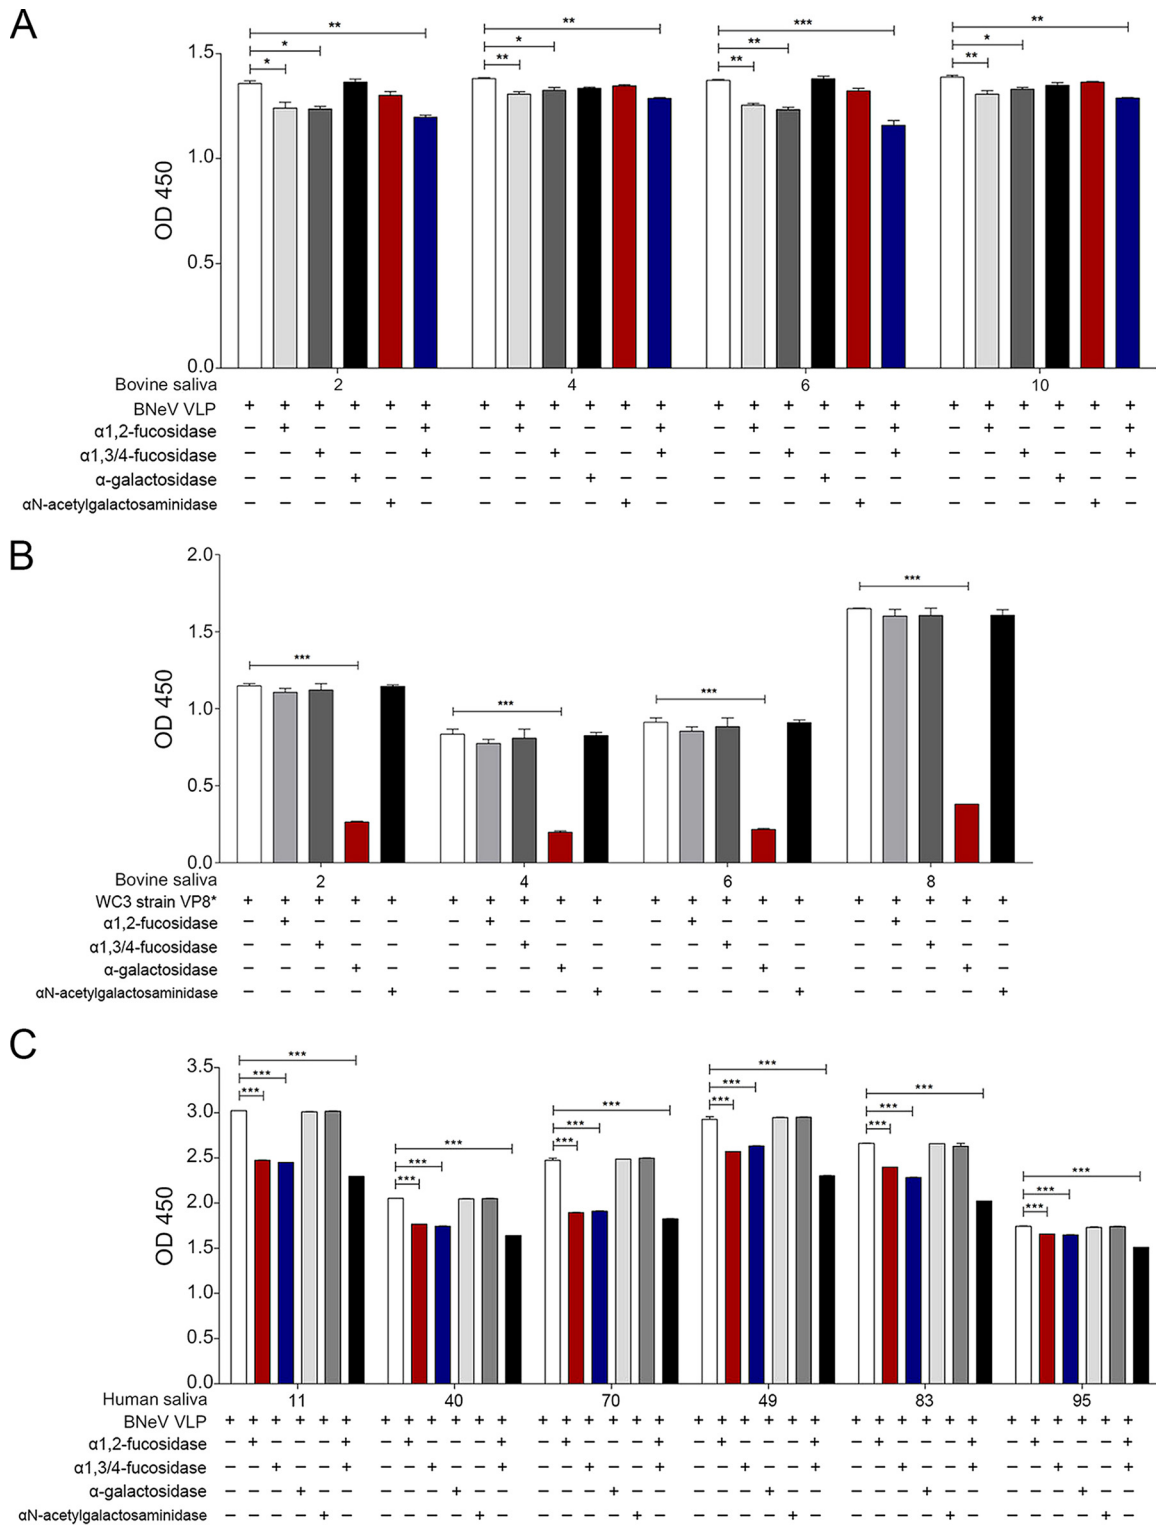 A
** ** *** **
* * ** *
* ** ** **
1.5
1.0
OD 450
0.5
0.0
Bovine saliva 2 4 6 10
BNeV VLP + + + + + + + + + + + + + + + + + + + + + + + +
α1,2-fucosidase − + − − − + − + − − − + − + − − − + − + − − − +
α1,3/4-fucosidase − − + − − + − − + − − + − − + − − + − − + − − +
α-galactosidase − − − + − − − − − + − − − − − + − − − − − + − −
αN-acetylgalactosaminidase − − − − + − − − − − + − − − − − + − − − − − + −
B
2.0
***
1.5
*** *** ***
OD 450
1.0
0.5
0.0
Bovine saliva 2 4 6 8
WC3 strain VP8* + + + + + + + + + + + + + + + + + + + +
α1,2-fucosidase − + − − − − + − − − − + − − − − + − − −
α1,3/4-fucosidase − − + − − − − + − − − − + − − − − + − −
α-galactosidase − − − + − − − − + − − − − + − − − − + −
αN-acetylgalactosaminidase − − − − + − − − − + − − − − + − − − − +
C
3.5
*** *** *** *** *** ***
*** *** *** *** *** ***
*** *** *** *** *** ***
3.0
2.5
2.0
OD 450
1.5
1.0
0.5
0.0
Human saliva 11 40 70 49 83 95
BNeV VLP + + + + + + + + + + + + + + + + + + + + + + + + + + + + + + + + + + + +
α1,2-fucosidase − + − − − + − + − − − + − + − − − + − + − − − + − + − − − + − + − − − +
α1,3/4-fucosidase − − + − − + − − + − − + − − + − − + − − + − − + − − + − − + − − + − − +
α-galactosidase − − − + − − − − − + − − − − − + − − − − − + − − − − − + − − − − − + − −
αN-acetylgalactosaminidase − − − − + − − − − − + − − − − − + − − − − − + − − − − − + − − − − − + −